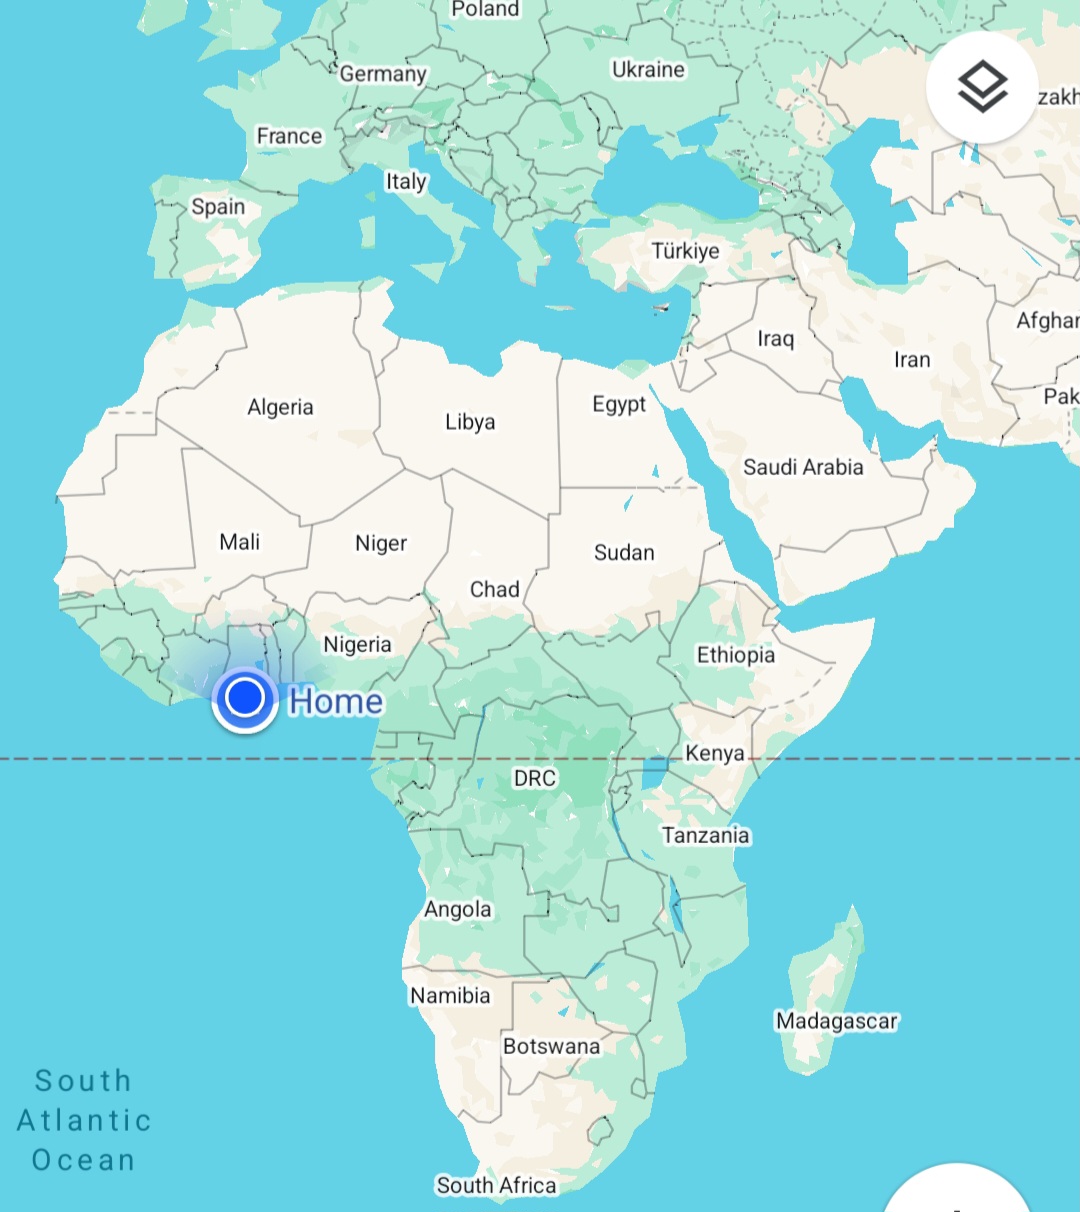 Poland
Germany
Ukraine
zakh
France
Italy
Spain
Türkiye
Afghan
Iraq
Iran
Pak
Algeria
Egypt
Libya
Saudi Arabia
Mali
Niger
Sudan
Chad
Nigeria
Ethiopia
Home
Kenya
DRC
Tanzania
Angola
Namibia
Madagascar
Botswana
South
Atlantic
Ocean
South Africa